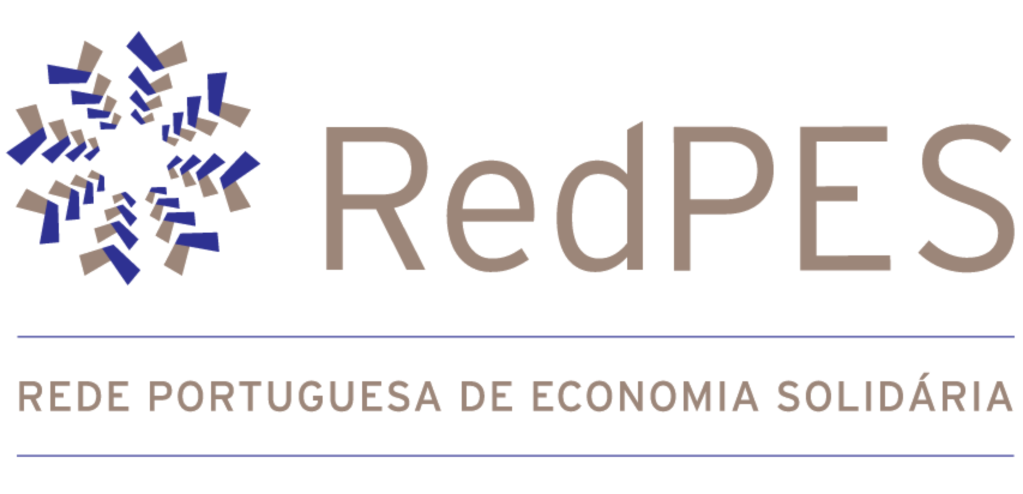 RedPES
REDE PORTUGUESA DE ECONOMIA SOLIDÁRIA